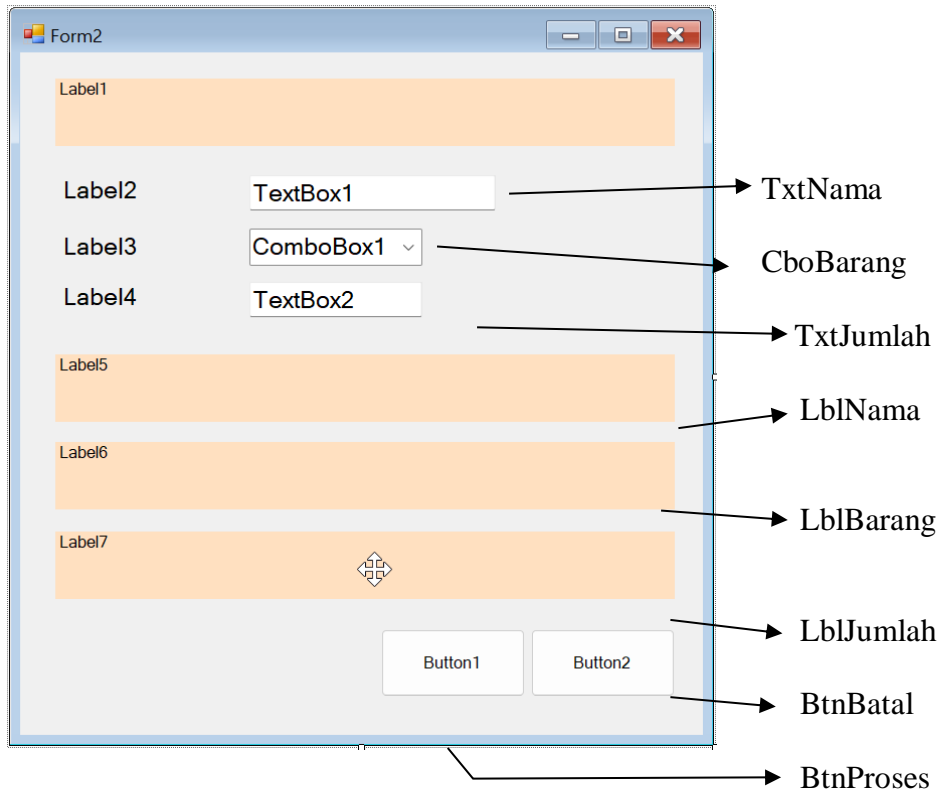 Form2
Label1
Label2 TextBox1 TxtNama
Label3 ComboBox1 CboBarang
Label4 TextBox2 TxtJumlah
Label5 LblNama
Label6 LblBarang
Label7 LblJumlah
Button1 Button2 BtnBatal
BtnProses